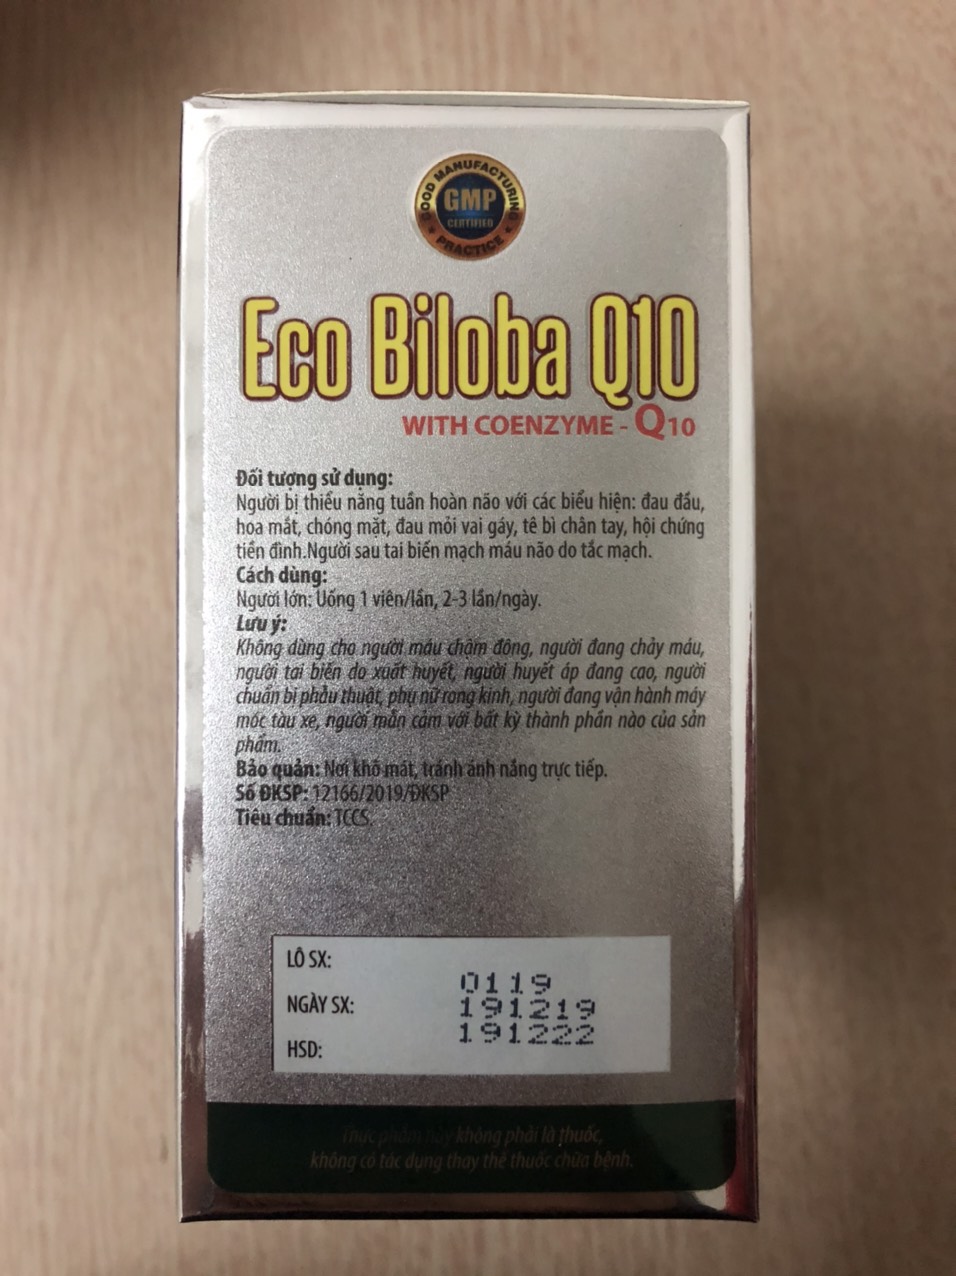 GOOD MANUFACTURING
GMP
CERTIFIED
PRACTICE
Eco Biloba Q10
WITH COENZYME - Q10
Đối tượng sử dụng:
Người bị thiểu năng tuần hoàn não với các biểu hiện: đau đầu,
hoa mắt, chóng mặt, đau mỏi vai gáy, tê bì chân tay, hội chứng
tiền đình.Người sau tai biến mạch máu não do tắc mạch.
Cách dùng:
Người lớn: Uống 1 viên/lần, 2-3 lần/ngày.
Lưu ý:
Không dùng cho người máu chậm đông, người đang chảy máu,
người tai biến do xuất huyết, người huyết áp đang cao, người
chuẩn bị phẫu thuật, phụ nữ rong kinh, người đang vận hành máy
móc tàu xe, người mẫn cảm với bất kỳ thành phần nào của sản
phẩm.
Bảo quản: Nơi khô mát, tránh ánh nắng trực tiếp.
Số ĐKSP: 12166/2019/ĐKSP
Tiêu chuẩn: TCCS.
LÔ SX: 0119
NGÀY SX: 191219
HSD: 191222
Thực phẩm này không phải là thuốc,
không có tác dụng thay thế thuốc chữa bệnh.